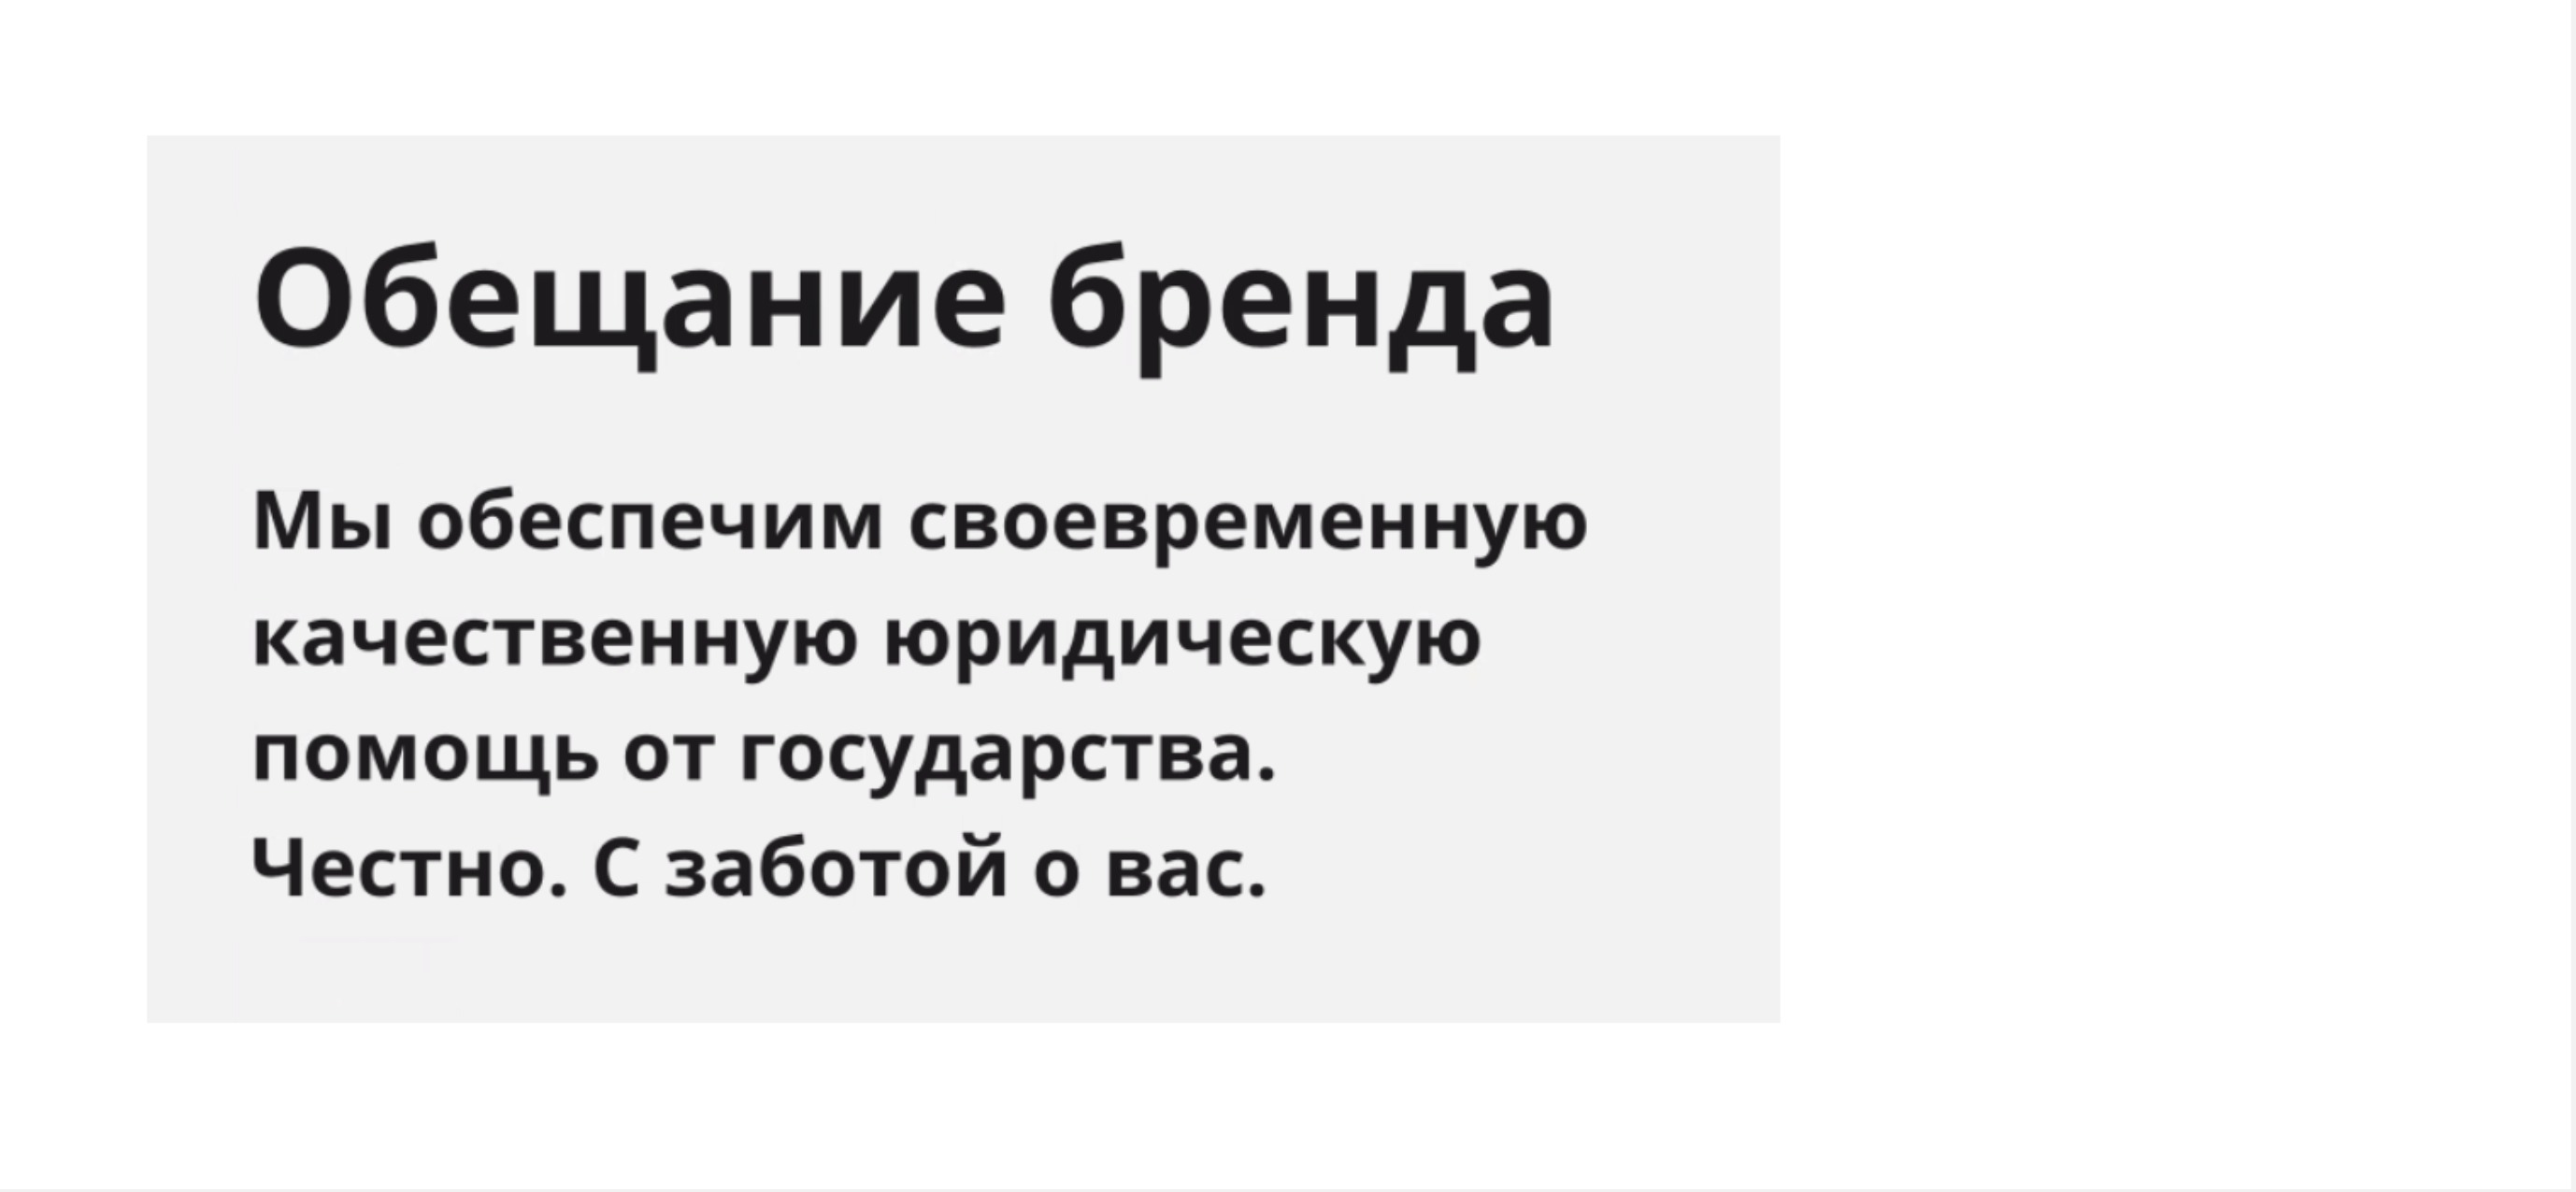 Обещание бренда
Мы обеспечим своевременную
качественную юридическую
помощь от государства.
Честно. С заботой о вас.